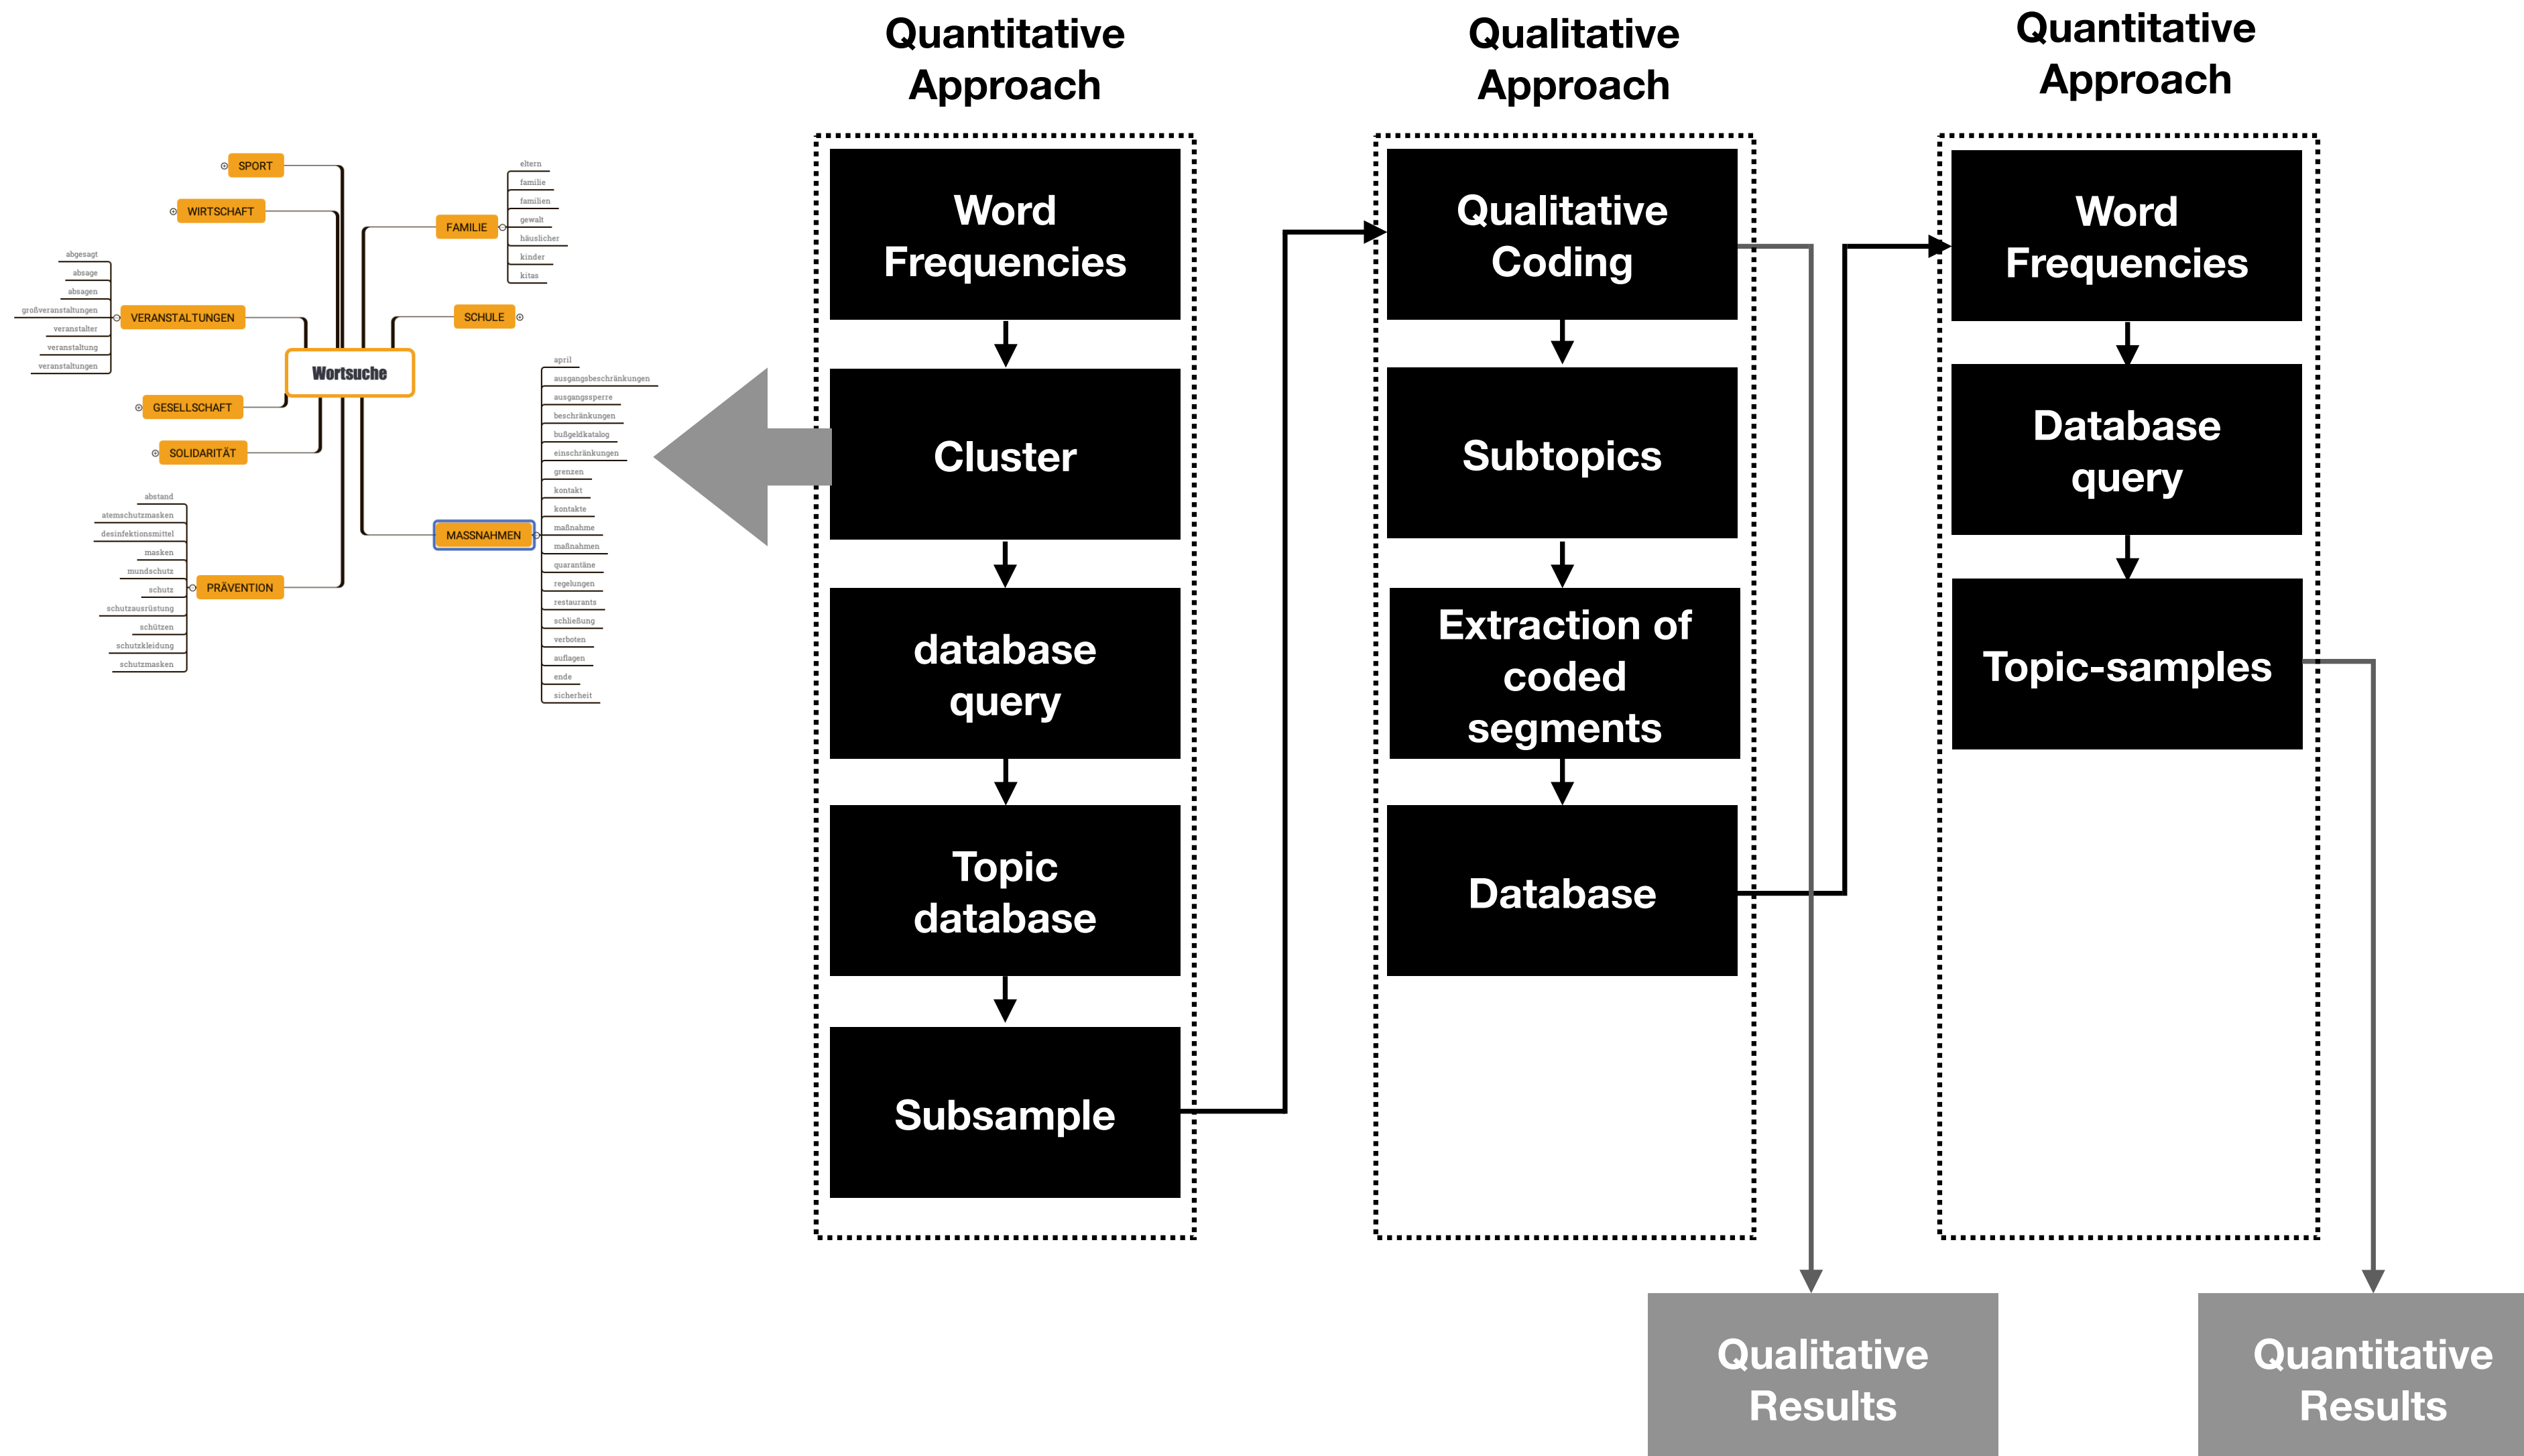 Quantitative
Approach
Qualitative
Approach
Quantitative
Approach
SPORT
WIRTSCHAFT
abgesagt
absage
absagen
großveranstaltungen
veranstalter
veranstaltung
veranstaltungen
VERANSTALTUNGEN
GESELLSCHAFT
SOLIDARITÄT
abstand
atemschutzmasken
desinfektionsmittel
masken
mundschutz
schutz
schutzausrüstung
schützen
schutzkleidung
schutzmasken
PRÄVENTION
Wortsuche
FAMILIE
eltern
familie
familien
gewalt
häuslicher
kinder
kitas
SCHULE
MASSNAHMEN
april
ausgangsbeschränkungen
ausgangssperre
beschränkungen
bußgeldkatalog
einschränkungen
grenzen
kontakt
kontakte
maßnahme
maßnahmen
quarantäne
regelungen
restaurants
schließung
verboten
auflagen
ende
sicherheit
Word
Frequencies
Cluster
database
query
Topic
database
Subsample
Qualitative
Coding
Subtopics
Extraction of
coded
segments
Database
Word
Frequencies
Database
query
Topic-samples
Qualitative
Results
Quantitative
Results